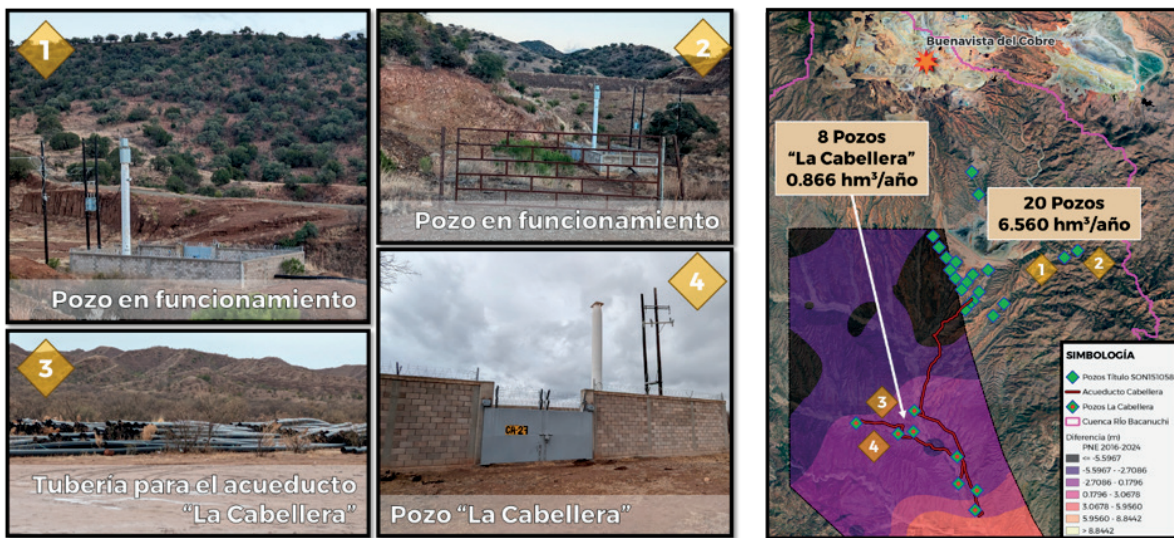 1
Pozo en funcionamiento
2
Pozo en funcionamiento
3
Tubería para el acueducto
"La Cabellera"
4
CA-27
Pozo "La Cabellera"
Buenavista del Cobre
8 Pozos
"La Cabellera"
0.866 hm³/año
20 Pozos
6.560 hm³/año
1
2
3
4
SIMBOLOGÍA
Pozos Título SON151058
Acueducto Cabellera
Pozos La Cabellera
Cuenca Río Bacanuchi
Diferencia (m)
PNE 2016-2024
<= -5.5967
-5.5967 - -2.7086
-2.7086 - 0.1796
0.1796 - 3.0678
3.0678 - 5.9560
5.9560 - 8.8442
> 8.8442